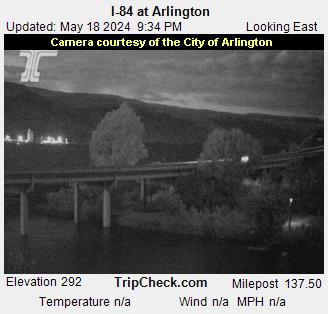 I-84 at Arlington
Updated: May 18 2024 9:34 PM Looking East
Camera courtesy of the City of Arlington
Elevation 292 TripCheck.com Milepost 137.50
Temperature n/a Wind n/a MPH n/a